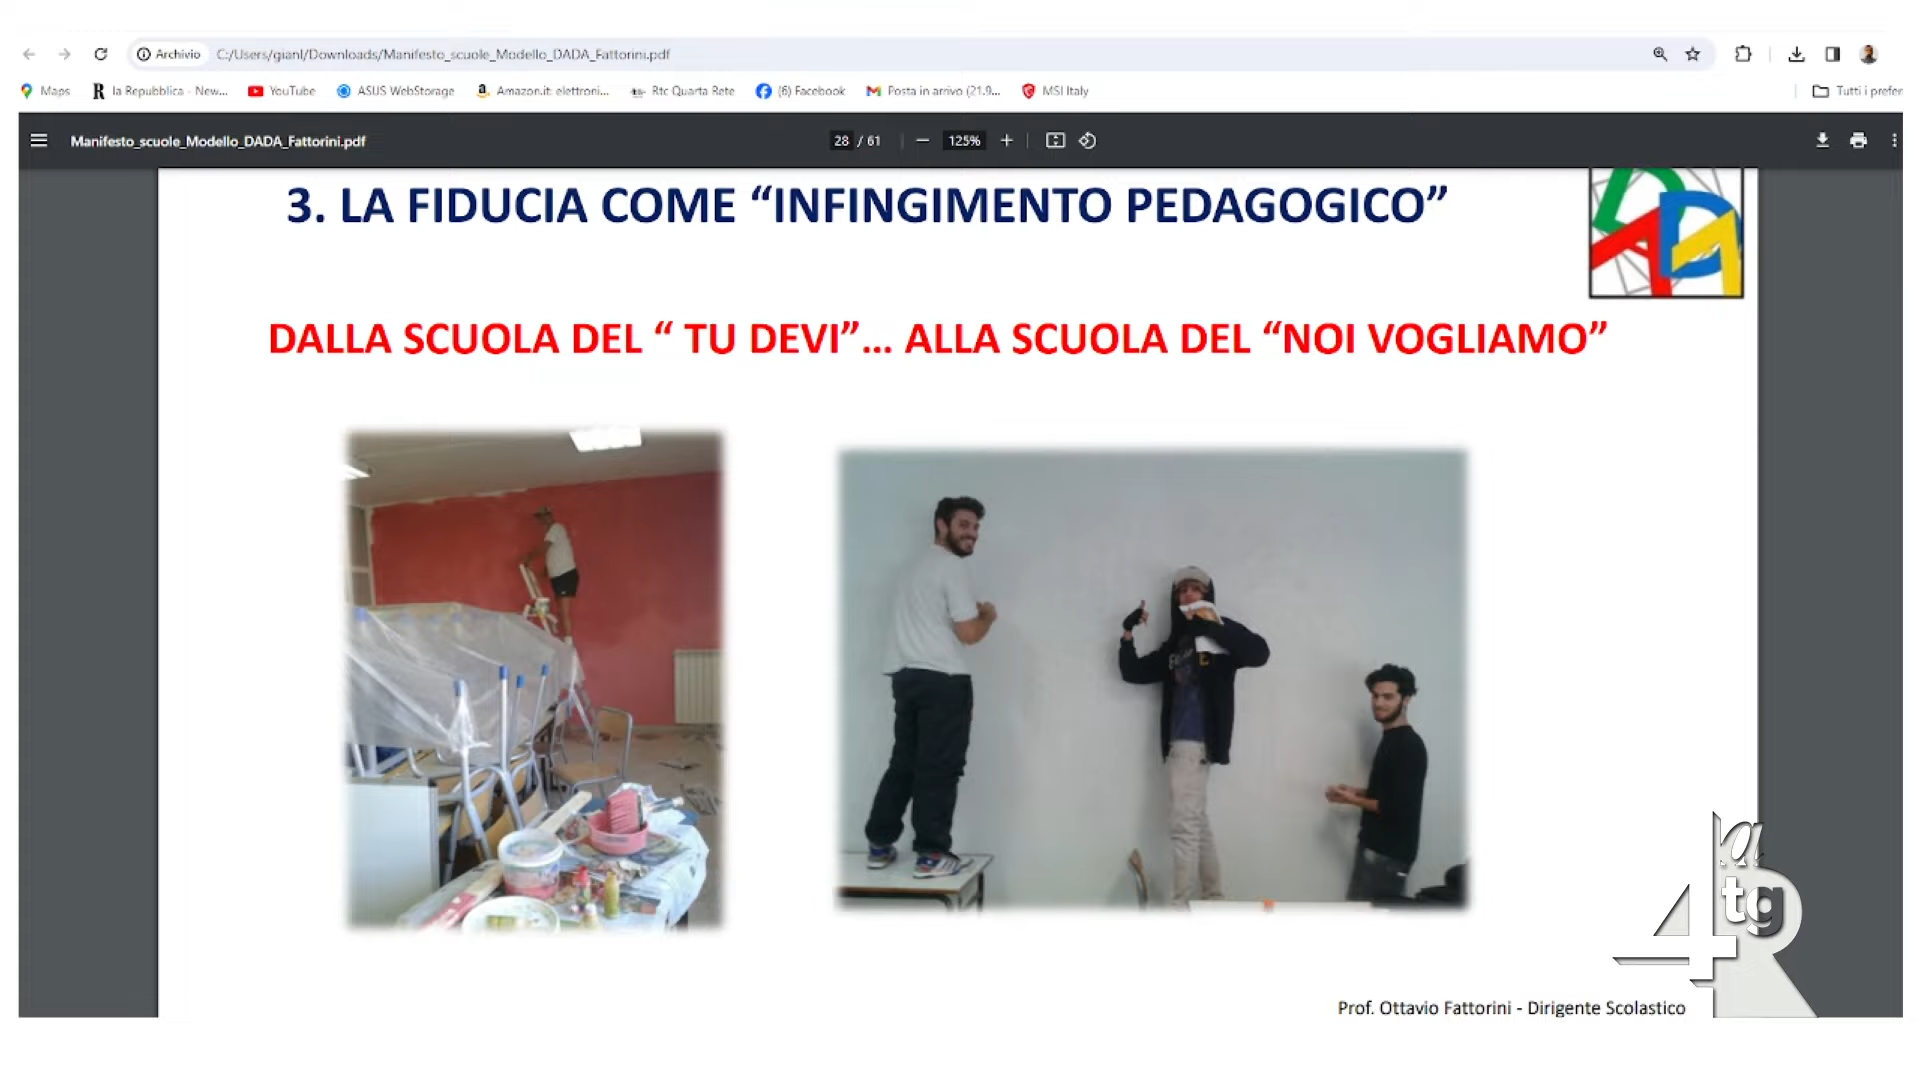 Archivio C:/Users/gianl/Downloads/Manifesto_scuole_Modello_DADA_Fattorini.pdf
Maps la Repubblica - New... YouTube ASUS WebStorage Amazon.it: elettroni... Rtc Quarta Rete (6) Facebook Posta in arrivo (21.9... MSI Italy Tutti i prefer
Manifesto_scuole_Modello_DADA_Fattorini.pdf 28 / 61 125%
3. LA FIDUCIA COME “INFINGIMENTO PEDAGOGICO”
DADA
DALLA SCUOLA DEL “ TU DEVI”... ALLA SCUOLA DEL “NOI VOGLIAMO”
la
tg
4R
Prof. Ottavio Fattorini - Dirigente Scolastico